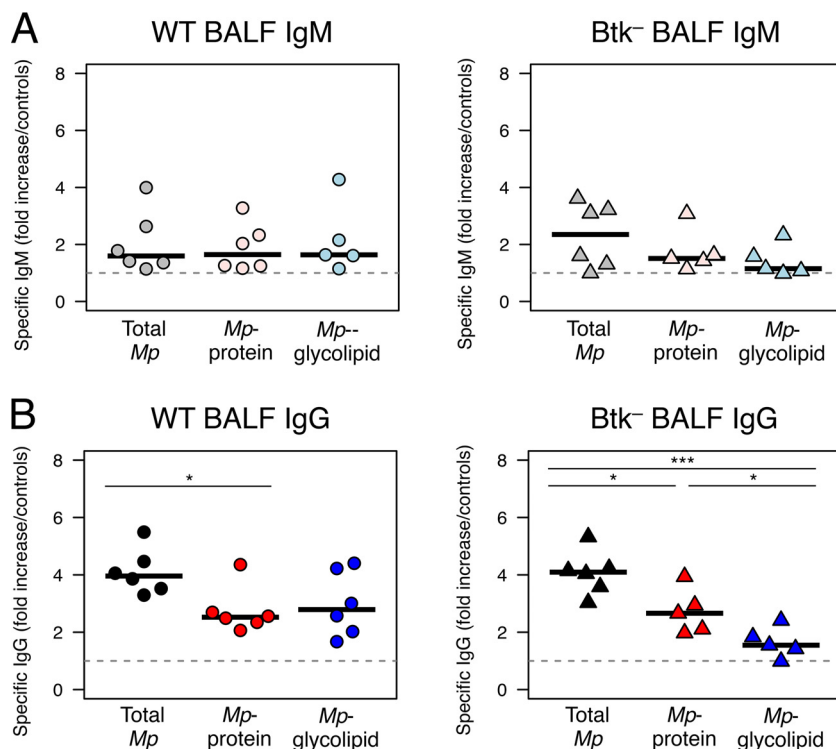 A
WT BALF IgM
Btk– BALF IgM
Specific IgM (fold increase/controls)
8
6
4
2
0
Total
Mp
Mp-
protein
Mp--
glycolipid
Specific IgM (fold increase/controls)
8
6
4
2
0
Total
Mp
Mp-
protein
Mp-
glycolipid
B
WT BALF IgG
Btk– BALF IgG
Specific IgG (fold increase/controls)
8
6
4
2
0
*
Total
Mp
Mp-
protein
Mp-
glycolipid
Specific IgG (fold increase/controls)
8
6
4
2
0
***
*
*
Total
Mp
Mp-
protein
Mp-
glycolipid